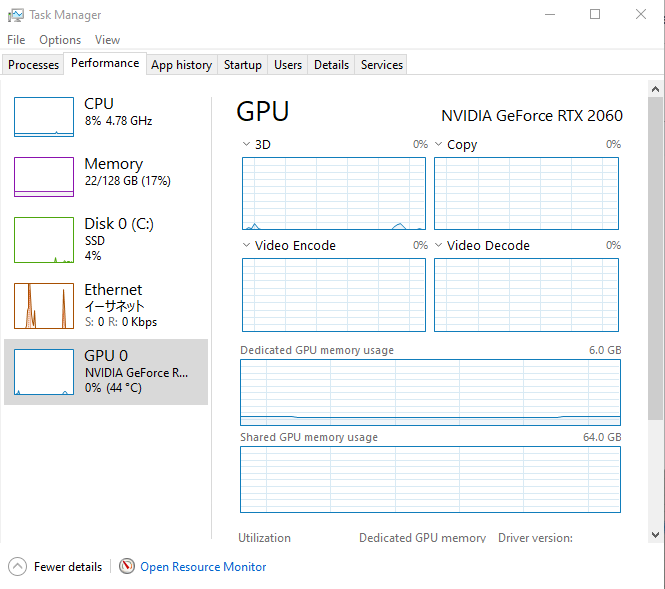 Task Manager
File Options View
Processes Performance App history Startup Users Details Services
CPU
8% 4.78 GHz
Memory
22/128 GB (17%)
Disk 0 (C:)
SSD
4%
Ethernet
イーサネット
S: 0 R: 0 Kbps
GPU 0
NVIDIA GeForce R...
0% (44 °C)
GPU NVIDIA GeForce RTX 2060
3D 0% Copy 0%
Video Encode 0% Video Decode 0%
Dedicated GPU memory usage 6.0 GB
Shared GPU memory usage 64.0 GB
Utilization Dedicated GPU memory Driver version:
Fewer details Open Resource Monitor